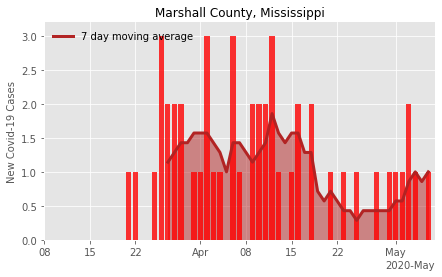 Marshall County, Mississippi
7 day moving average
New Covid-19 Cases
3.0
2.5
2.0
1.5
1.0
0.5
0.0
08 15 22 Apr 08 15 22 May
2020-May